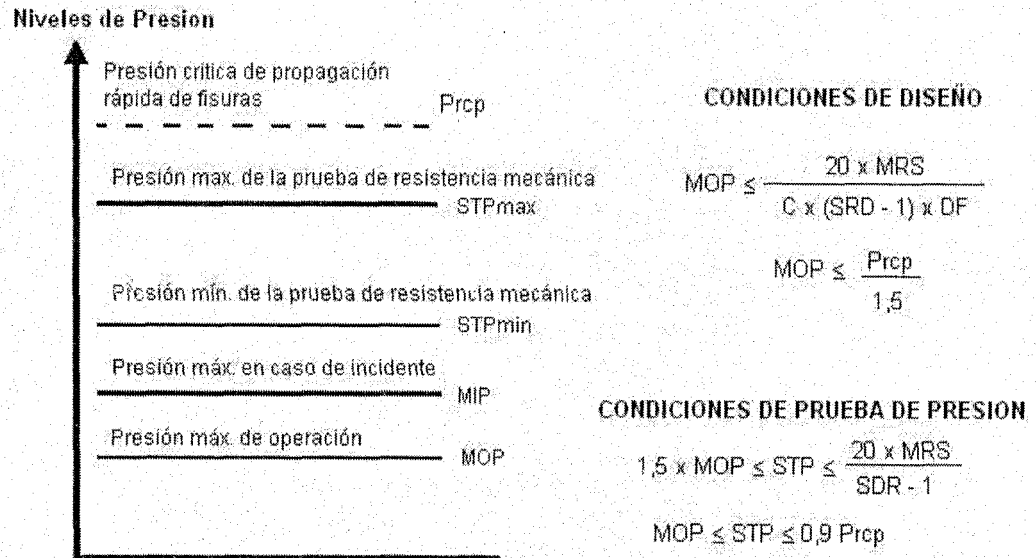 Niveles de Presion
Presión critica de propagación
rápida de fisuras
Prcp
Presión max. de la prueba de resistencia mecánica
STPmax
Presión mín. de la prueba de resistencia mecánica
STPmin
Presión máx. en caso de incidente
MIP
Presión máx. de operación
MOP
CONDICIONES DE DISEÑO
MOP ≤ 20 x MRS
C x (SRD - 1) x DF
MOP ≤ Prcp
1,5
CONDICIONES DE PRUEBA DE PRESION
1,5 x MOP ≤ STP ≤ 20 x MRS
SDR - 1
MOP ≤ STP ≤ 0,9 Prcp